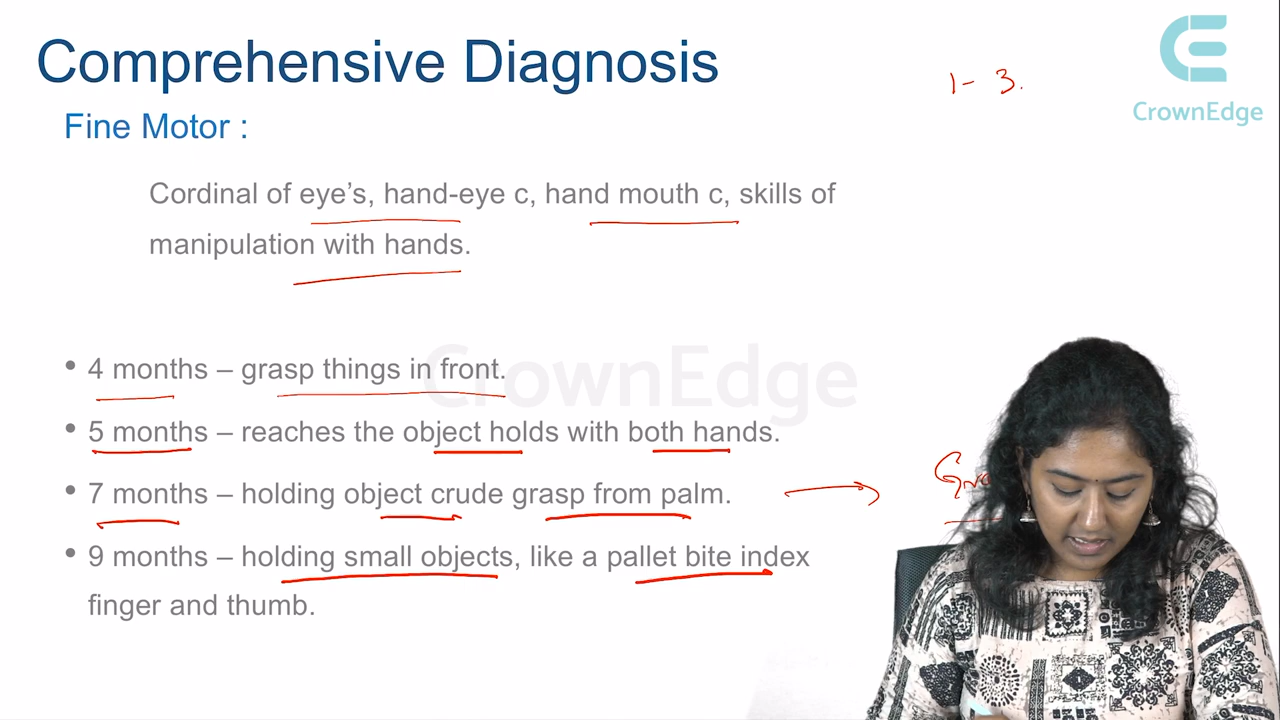 Comprehensive Diagnosis
1- 3.
CrownEdge
Fine Motor :
Cordinal of eye’s, hand-eye c, hand mouth c, skills of
manipulation with hands.
• 4 months – grasp things in front.
CrownEdge
• 5 months – reaches the object holds with both hands.
• 7 months – holding object crude grasp from palm.
• 9 months – holding small objects, like a pallet bite index
finger and thumb.